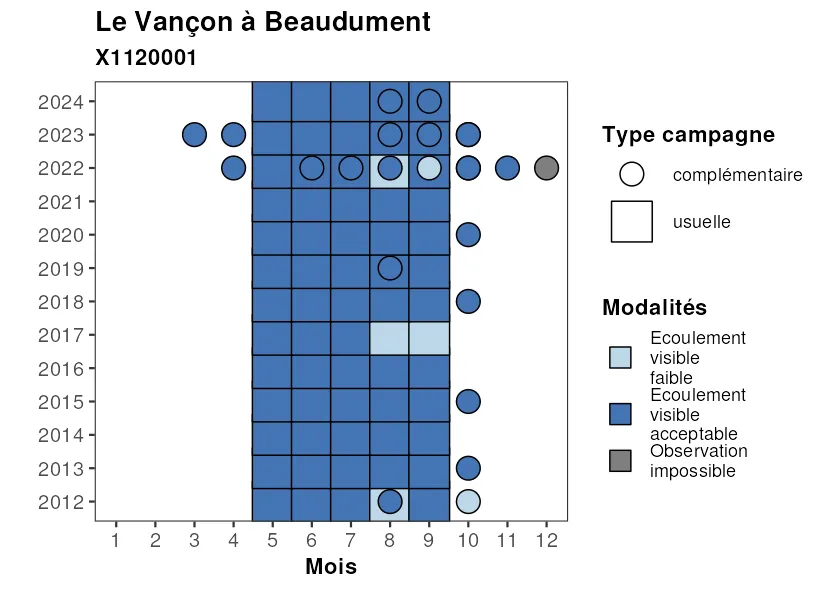 Le Vançon à Beaudument
X1120001
2024
2023
2022
2021
2020
2019
2018
2017
2016
2015
2014
2013
2012
1 2 3 4 5 6 7 8 9 10 11 12
Mois
Type campagne
complémentaire
usuelle
Modalités
Ecoulement
visible
faible
Ecoulement
visible
acceptable
Observation
impossible